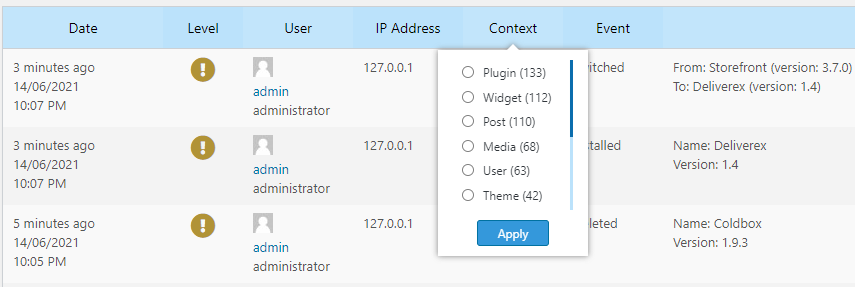 Date Level User IP Address Context Event
3 minutes ago
14/06/2021
10:07 PM
admin
administrator
127.0.0.1
From: Storefront (version: 3.7.0)
To: Deliverex (version: 1.4)
Plugin (133)
Widget (112)
Post (110)
Media (68)
User (63)
Theme (42)
Apply
3 minutes ago
14/06/2021
10:07 PM
admin
administrator
127.0.0.1
Name: Deliverex
Version: 1.4
5 minutes ago
14/06/2021
10:05 PM
admin
administrator
127.0.0.1
Name: Coldbox
Version: 1.9.3